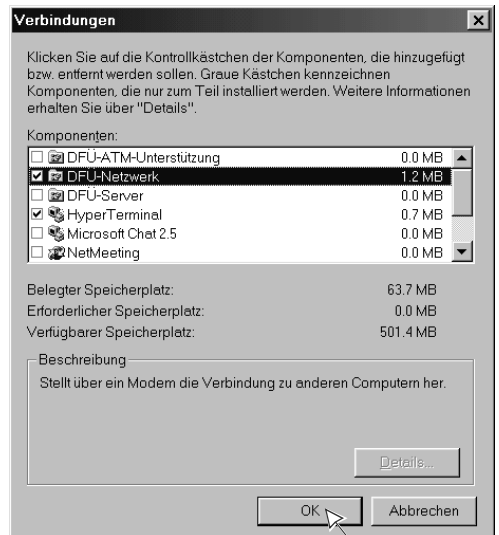 Verbindungen
Klicken Sie auf die Kontrollkästchen der Komponenten, die hinzugefügt
bzw. entfernt werden sollen. Graue Kästchen kennzeichnen
Komponenten, die nur zum Teil installiert werden. Weitere Informationen
erhalten Sie über "Details".
Komponenten:
DFÜ-ATM-Unterstützung 0.0 MB
DFÜ-Netzwerk 1.2 MB
DFÜ-Server 0.0 MB
HyperTerminal 0.7 MB
Microsoft Chat 2.5 0.0 MB
NetMeeting 0.0 MB
Belegter Speicherplatz: 63.7 MB
Erforderlicher Speicherplatz: 0.0 MB
Verfügbarer Speicherplatz: 501.4 MB
Beschreibung
Stellt über ein Modem die Verbindung zu anderen Computern her.
Details...
OK Abbrechen